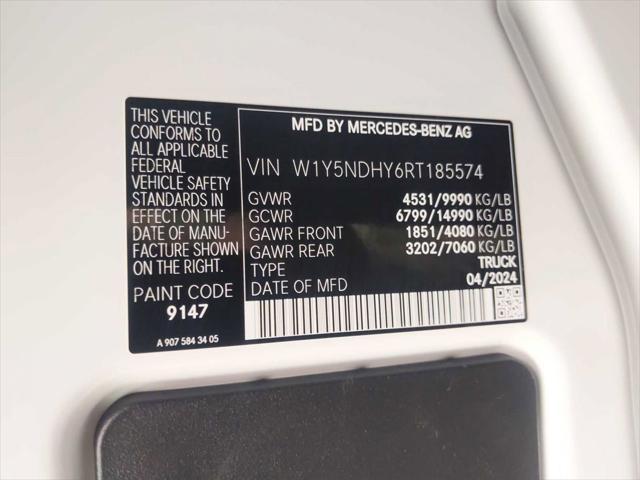 THIS VEHICLE
CONFORMS TO
ALL APPLICABLE
FEDERAL
VEHICLE SAFETY
STANDARDS IN
EFFECT ON THE
DATE OF MANU-
FACTURE SHOWN
ON THE RIGHT.
PAINT CODE
9147
A 907 584 34 05
MFD BY MERCEDES-BENZ AG
VIN W1Y5NDHY6RT185574
GVWR 4531/9990 KG/LB
GCWR 6799/14990 KG/LB
GAWR FRONT 1851/4080 KG/LB
GAWR REAR 3202/7060 KG/LB
TYPE TRUCK
DATE OF MFD 04/2024